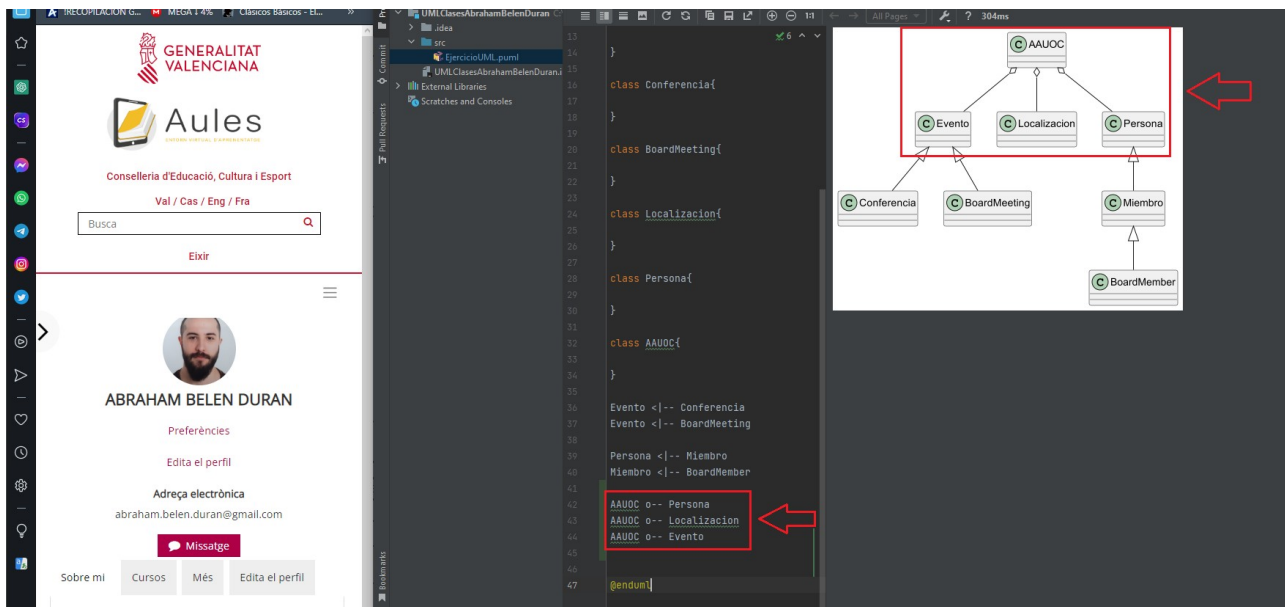 !RECOPILACIÓN G...
MEGA 1 4%
Clásicos Básicos - El...
GENERALITAT
VALENCIANA
Aules
Conselleria d'Educació, Cultura i Esport
Val / Cas / Eng / Fra
Busca
Eixir
ABRAHAM BELEN DURAN
Preferències
Edita el perfil
Adreça electrònica
abraham.belen.duran@gmail.com
Missatge
Sobre mi
Cursos
Més
Edita el perfil
Commit
Pull Requests
Bookmarks
UMLClasesAbrahamBelenDuran
.idea
src
EjercicioUML.puml
UMLClasesAbrahamBelenDuran.i
External Libraries
Scratches and Consoles
1:1
All Pages
? 304ms
6
13
14 }
15
16 class Conferencia{
17
18 }
19
20 class BoardMeeting{
21
22 }
23
24 class Localizacion{
25
26 }
27
28 class Persona{
29
30 }
31
32 class AAUOC{
33
34 }
35
36 Evento <|-- Conferencia
37 Evento <|-- BoardMeeting
38
39 Persona <|-- Miembro
40 Miembro <|-- BoardMember
41
42 AAUOC o-- Persona
43 AAUOC o-- Localizacion
44 AAUOC o-- Evento
45
46
47 @enduml
C AAUOC
C Evento
C Localizacion
C Persona
C Conferencia
C BoardMeeting
C Miembro
C BoardMember